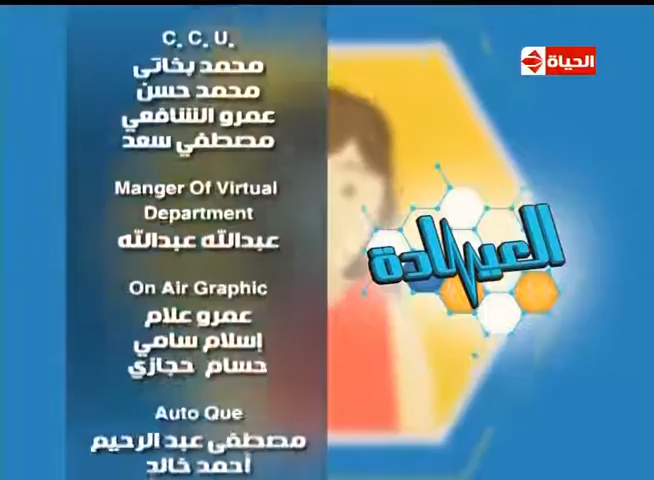 C. C. U.
محمد بخاتى
محمد حسن
عمرو الشافعي
مصطفي سعد
Manger Of Virtual
Department
عبدالله عبدالله
On Air Graphic
عمرو علام
إسلام سامي
حسام حجازي
Auto Que
مصطفى عبد الرحيم
أحمد خالد
الحياة
العيادة